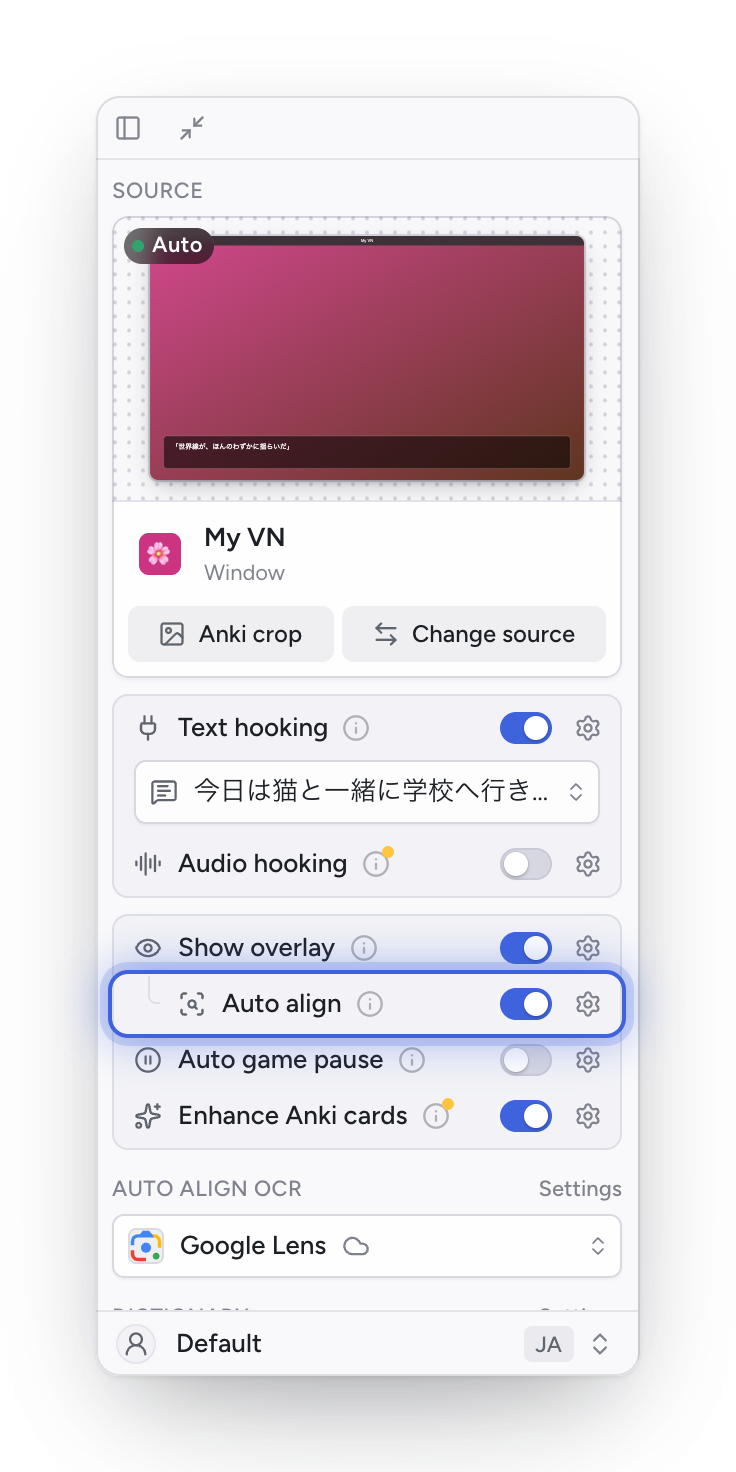 SOURCE
Auto
My VN
「世界線が、ほんのわずかに揺らいだ」
My VN
Window
Anki crop
Change source
Text hooking
今日は猫と一緒に学校へ行き...
Audio hooking
Show overlay
Auto align
Auto game pause
Enhance Anki cards
AUTO ALIGN OCR
Settings
Google Lens
Default
JA